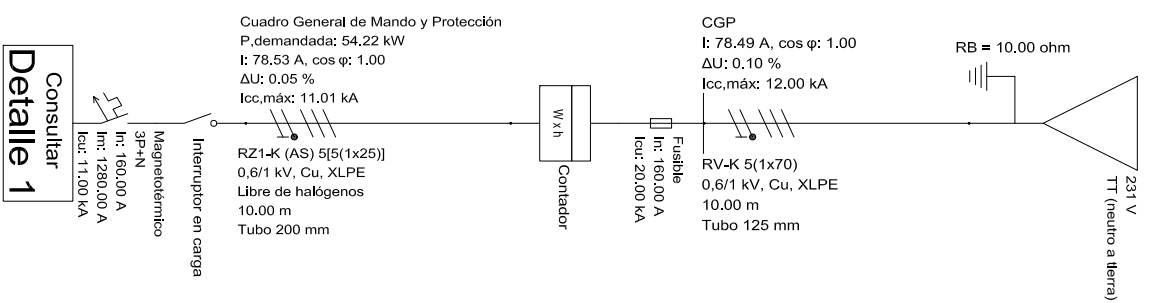 Consultar
Detalle 1
In: 160.00 A
Im: 1280.00 A
Icu: 11.00 kA
Magnetotérmico
3P+N
Interruptor en carga
Cuadro General de Mando y Protección
P,demandada: 54.22 kW
I: 78.53 A, cos φ: 1.00
ΔU: 0.05 %
Icc,máx: 11.01 kA
RZ1-K (AS) 5[5(1x25)]
0,6/1 kV, Cu, XLPE
Libre de halógenos
10.00 m
Tubo 200 mm
Wxh
Contador
Fusible
In: 160.00 A
Icu: 20.00 kA
CGP
I: 78.49 A, cos φ: 1.00
ΔU: 0.10 %
Icc,máx: 12.00 kA
RV-K 5(1x70)
0,6/1 kV, Cu, XLPE
10.00 m
Tubo 125 mm
RB = 10.00 ohm
231 V
TT (neutro a tierra)